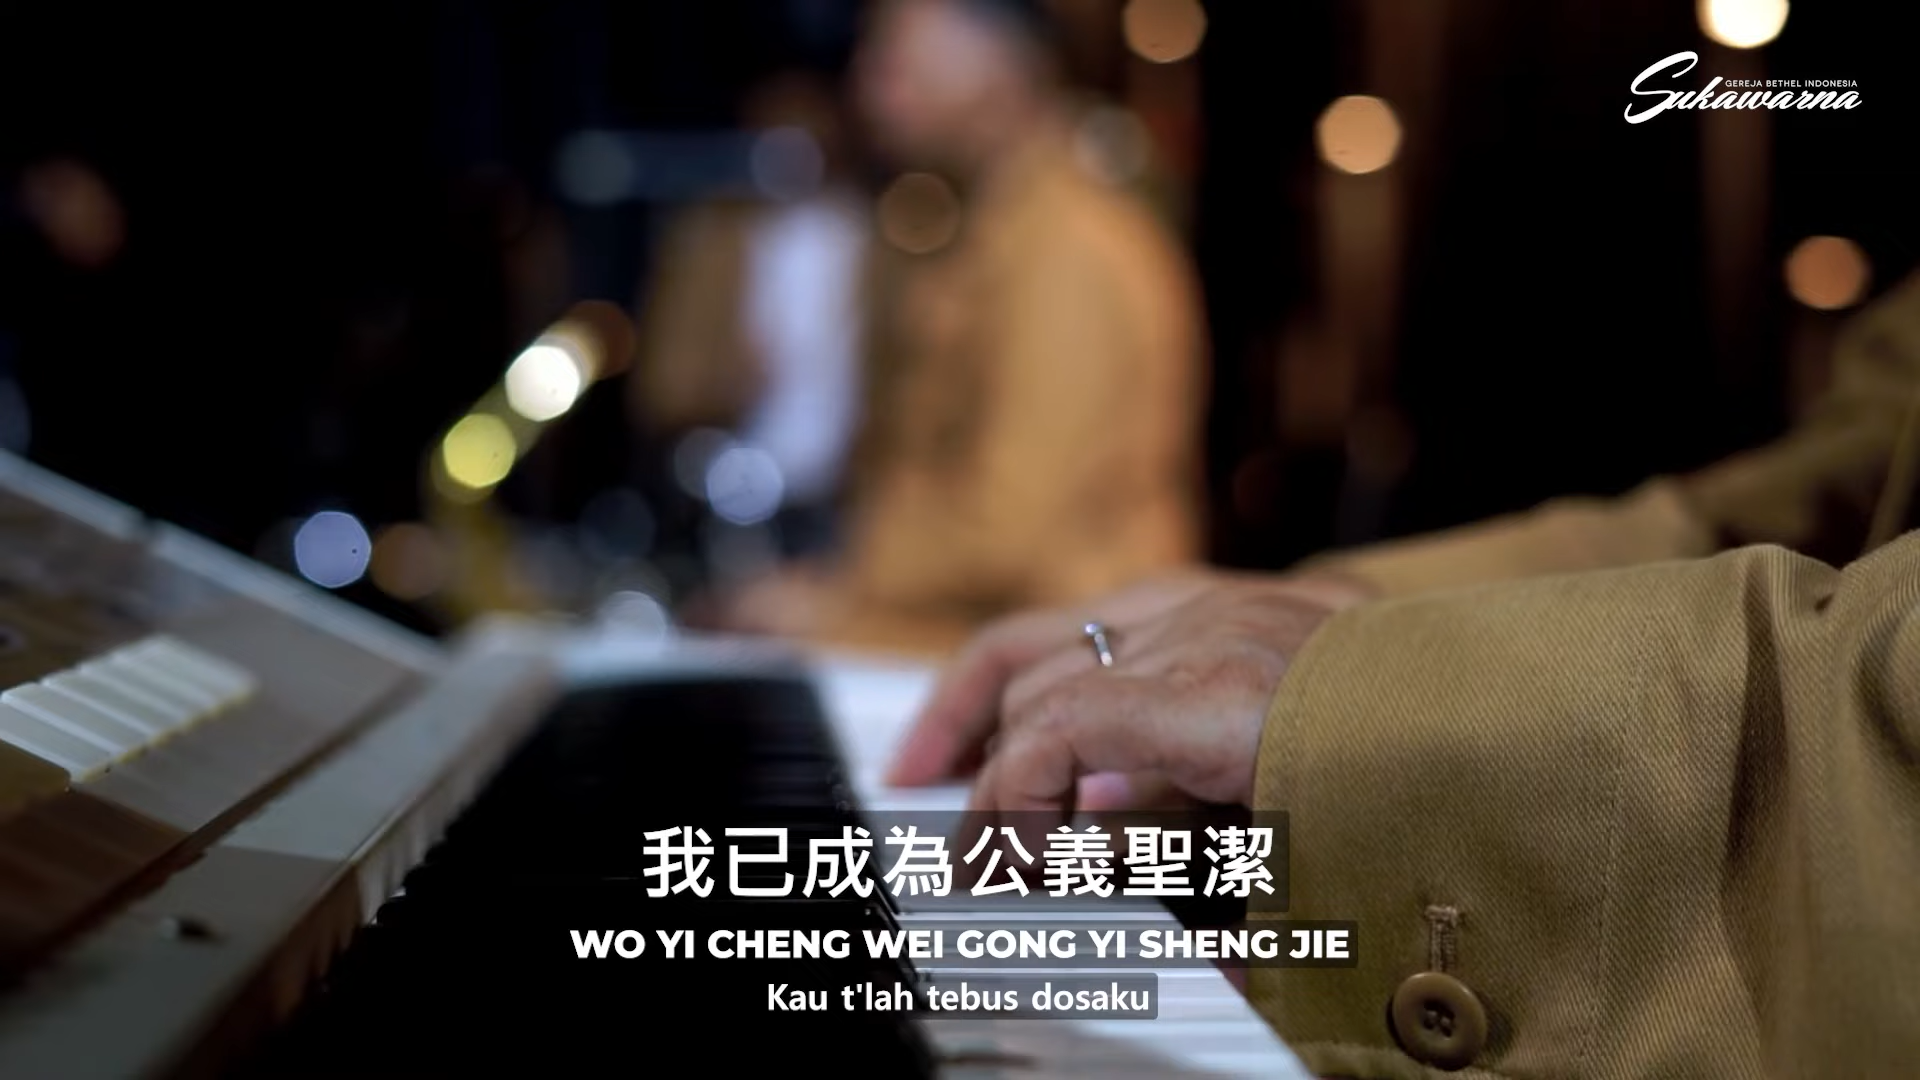 GEREJA BETHEL INDONESIA
Sukawarna
我已成為公義聖潔
WO YI CHENG WEI GONG YI SHENG JIE
Kau t'lah tebus dosaku